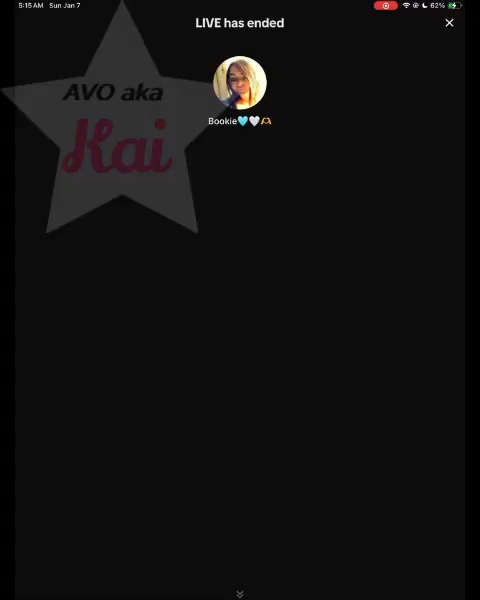 5:15 AM Sun Jan 7
62%
LIVE has ended
AVO aka
Kai
Bookie🩵🤍🫶